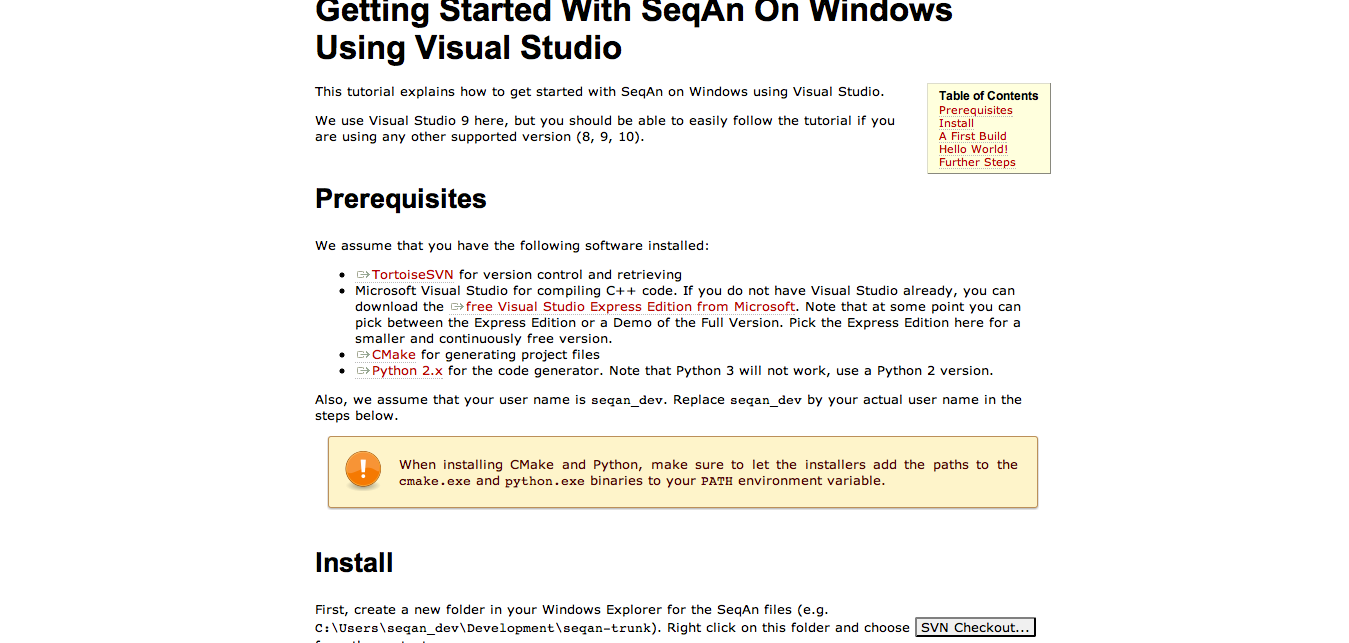 Getting Started With SeqAn On Windows
Using Visual Studio
This tutorial explains how to get started with SeqAn on Windows using Visual Studio.
We use Visual Studio 9 here, but you should be able to easily follow the tutorial if you
are using any other supported version (8, 9, 10).
Table of Contents
Prerequisites
Install
A First Build
Hello World!
Further Steps
Prerequisites
We assume that you have the following software installed:
TortoiseSVN for version control and retrieving
Microsoft Visual Studio for compiling C++ code. If you do not have Visual Studio already, you can
download the free Visual Studio Express Edition from Microsoft. Note that at some point you can
pick between the Express Edition or a Demo of the Full Version. Pick the Express Edition here for a
smaller and continuously free version.
CMake for generating project files
Python 2.x for the code generator. Note that Python 3 will not work, use a Python 2 version.
Also, we assume that your user name is seqan_dev. Replace seqan_dev by your actual user name in the
steps below.
When installing CMake and Python, make sure to let the installers add the paths to the
cmake.exe and python.exe binaries to your PATH environment variable.
Install
First, create a new folder in your Windows Explorer for the SeqAn files (e.g.
C:\Users\seqan_dev\Development\seqan-trunk). Right click on this folder and choose SVN Checkout...